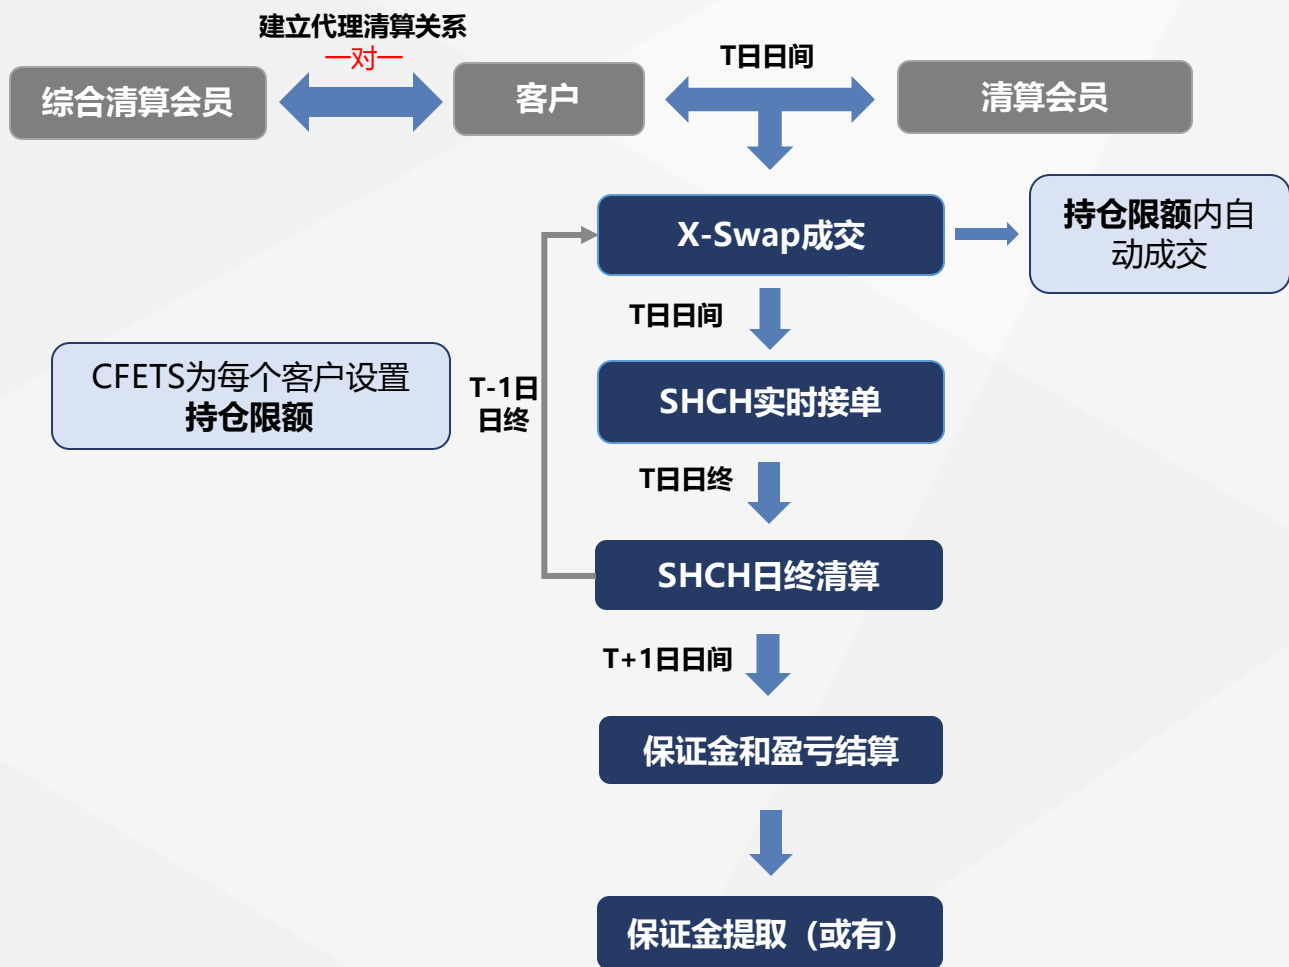 建立代理清算关系
一对一
T日日间
综合清算会员
客户
清算会员
X-Swap成交
持仓限额内自
动成交
T日日间
CFETS为每个客户设置
持仓限额
T-1日
日终
SHCH实时接单
T日日终
SHCH日终清算
T+1日日间
保证金和盈亏结算
保证金提取（或有）